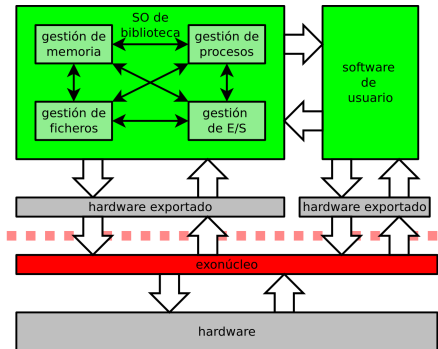 SO de
biblioteca
gestión de
memoria
gestión de
procesos
gestión de
ficheros
gestión
de E/S
software
de
usuario
hardware exportado
hardware exportado
exonúcleo
hardware